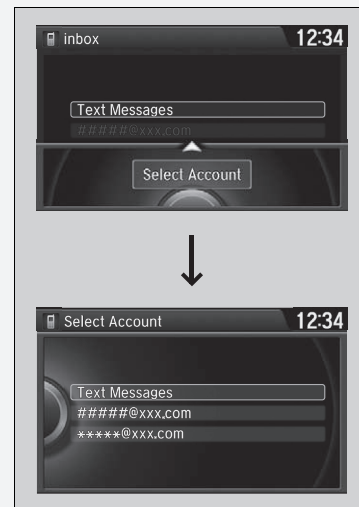 inbox
12:34
Text Messages
#####@xxx.com
Select Account
Select Account
12:34
Text Messages
#####@xxx.com
*****@xxx.com